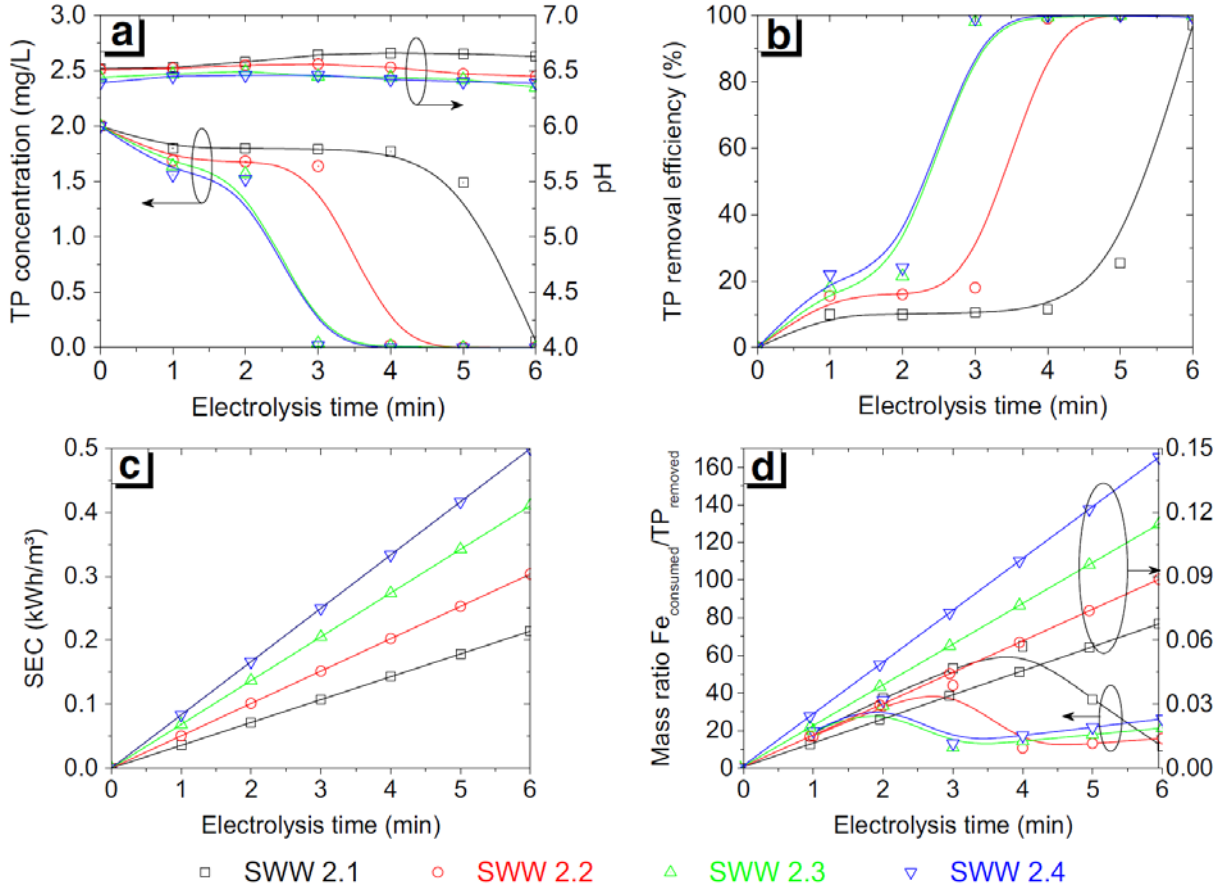 a
3.0
2.5
2.0
1.5
1.0
0.5
0.0
TP concentration (mg/L)
7.0
6.5
6.0
5.5
5.0
4.5
4.0
pH
0 1 2 3 4 5 6
Electrolysis time (min)
b
100
80
60
40
20
0
TP removal efficiency (%)
0 1 2 3 4 5 6
Electrolysis time (min)
c
0.5
0.4
0.3
0.2
0.1
0.0
SEC (kWh/m³)
0 1 2 3 4 5 6
Electrolysis time (min)
d
160
140
120
100
80
60
40
20
0
Mass ratio Fe consumed/TP removed
0.15
0.12
0.09
0.06
0.03
0.00
0 1 2 3 4 5 6
Electrolysis time (min)
SWW 2.1 SWW 2.2 SWW 2.3 SWW 2.4